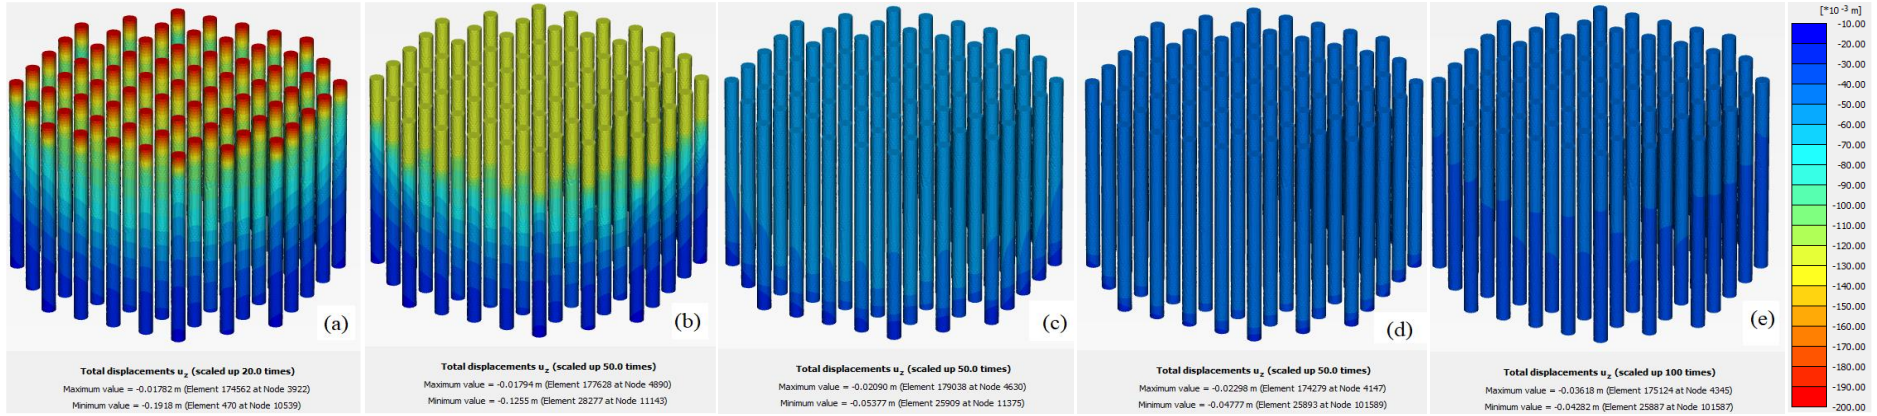 (a)
Total displacements uz (scaled up 20.0 times)
Maximum value = -0.01782 m (Element 174562 at Node 3922)
Minimum value = -0.1918 m (Element 470 at Node 10539)
(b)
Total displacements uz (scaled up 50.0 times)
Maximum value = -0.01794 m (Element 177628 at Node 4890)
Minimum value = -0.1255 m (Element 28277 at Node 11143)
(c)
Total displacements uz (scaled up 50.0 times)
Maximum value = -0.02090 m (Element 179038 at Node 4630)
Minimum value = -0.05377 m (Element 25909 at Node 11375)
(d)
Total displacements uz (scaled up 50.0 times)
Maximum value = -0.02298 m (Element 174279 at Node 4147)
Minimum value = -0.04777 m (Element 25893 at Node 101589)
(e)
Total displacements uz (scaled up 100 times)
Maximum value = -0.03618 m (Element 175124 at Node 4345)
Minimum value = -0.04282 m (Element 25887 at Node 101587)
[*10-3 m]
-10.00
-20.00
-30.00
-40.00
-50.00
-60.00
-70.00
-80.00
-90.00
-100.00
-110.00
-120.00
-130.00
-140.00
-150.00
-160.00
-170.00
-180.00
-190.00
-200.00